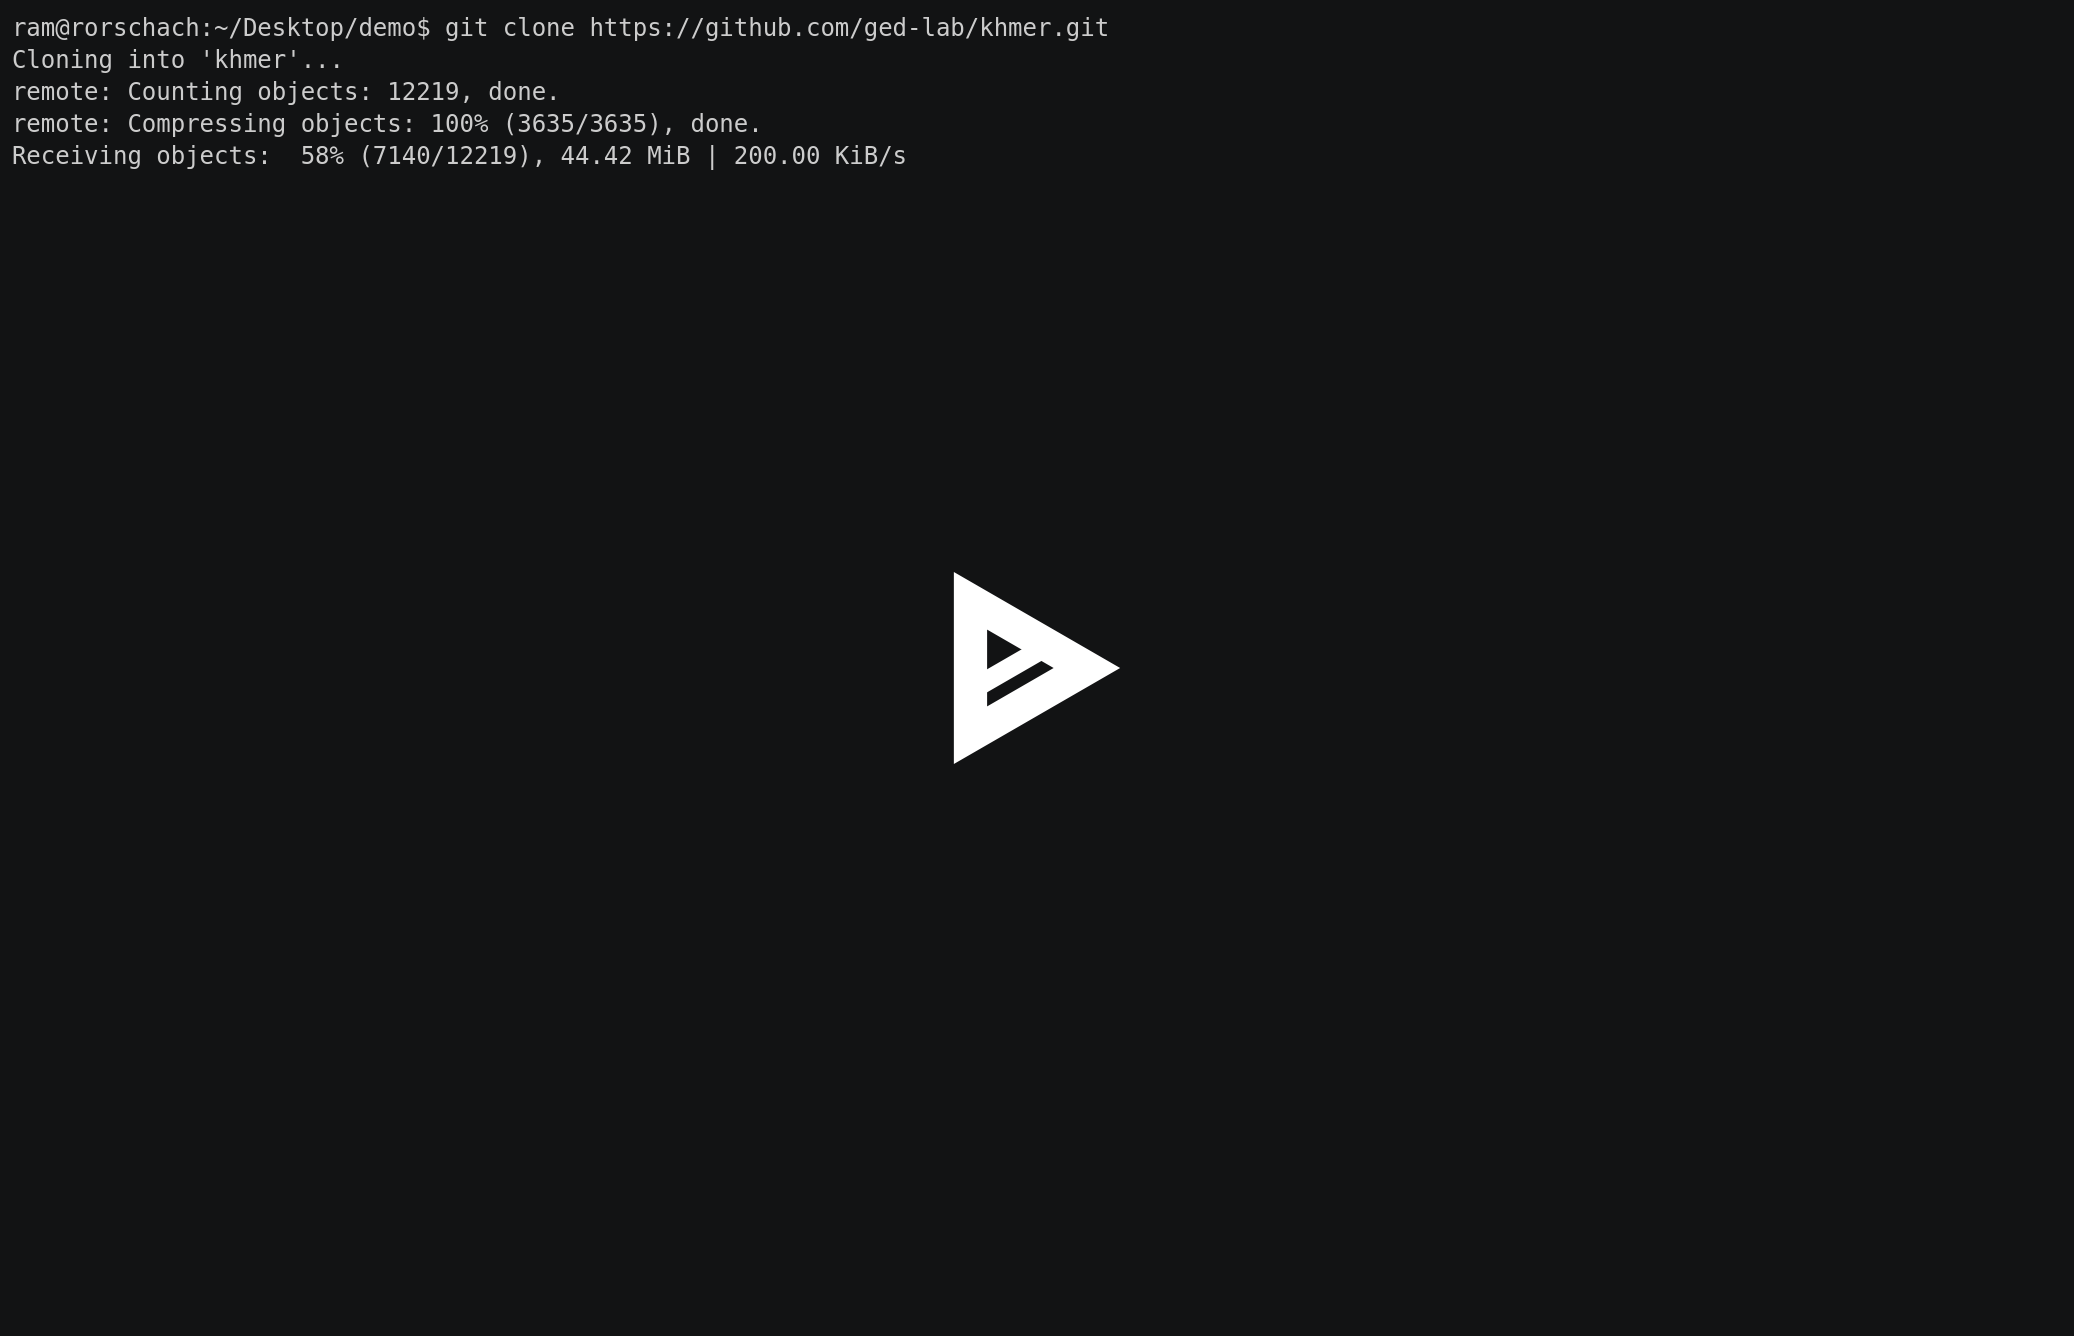 ram@rorschach:~/Desktop/demo$ git clone https://github.com/ged-lab/khmer.git
Cloning into 'khmer'...
remote: Counting objects: 12219, done.
remote: Compressing objects: 100% (3635/3635), done.
Receiving objects:  58% (7140/12219), 44.42 MiB | 200.00 KiB/s